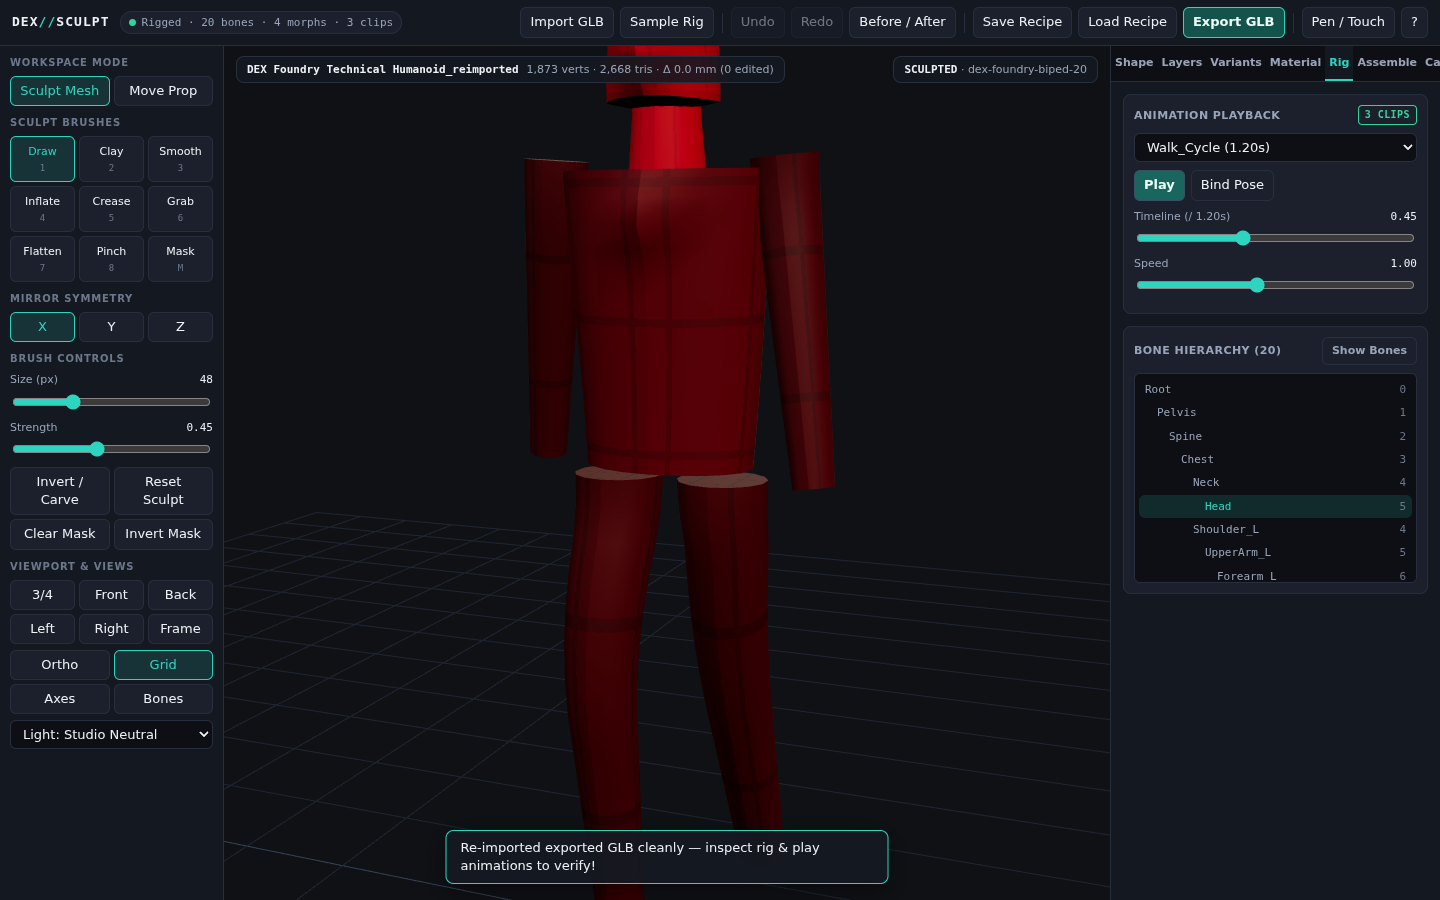 DEX//SCULPT
Rigged · 20 bones · 4 morphs · 3 clips
Import GLB
Sample Rig
Undo
Redo
Before / After
Save Recipe
Load Recipe
Export GLB
Pen / Touch
?
WORKSPACE MODE
Sculpt Mesh
Move Prop
SCULPT BRUSHES
Draw
1
Clay
2
Smooth
3
Inflate
4
Crease
5
Grab
6
Flatten
7
Pinch
8
Mask
M
MIRROR SYMMETRY
X
Y
Z
BRUSH CONTROLS
Size (px) 48
Strength 0.45
Invert /
Carve
Reset
Sculpt
Clear Mask
Invert Mask
VIEWPORT & VIEWS
3/4
Front
Back
Left
Right
Frame
Ortho
Grid
Axes
Bones
Light: Studio Neutral
DEX Foundry Technical Humanoid_reimported 1,873 verts · 2,668 tris · Δ 0.0 mm (0 edited)
SCULPTED · dex-foundry-biped-20
Re-imported exported GLB cleanly — inspect rig & play
animations to verify!
Shape
Layers
Variants
Material
Rig
Assemble
Ca
ANIMATION PLAYBACK
3 CLIPS
Walk_Cycle (1.20s)
Play
Bind Pose
Timeline (/ 1.20s) 0.45
Speed 1.00
BONE HIERARCHY (20)
Show Bones
Root 0
Pelvis 1
Spine 2
Chest 3
Neck 4
Head 5
Shoulder_L 4
UpperArm_L 5
Forearm_L 6